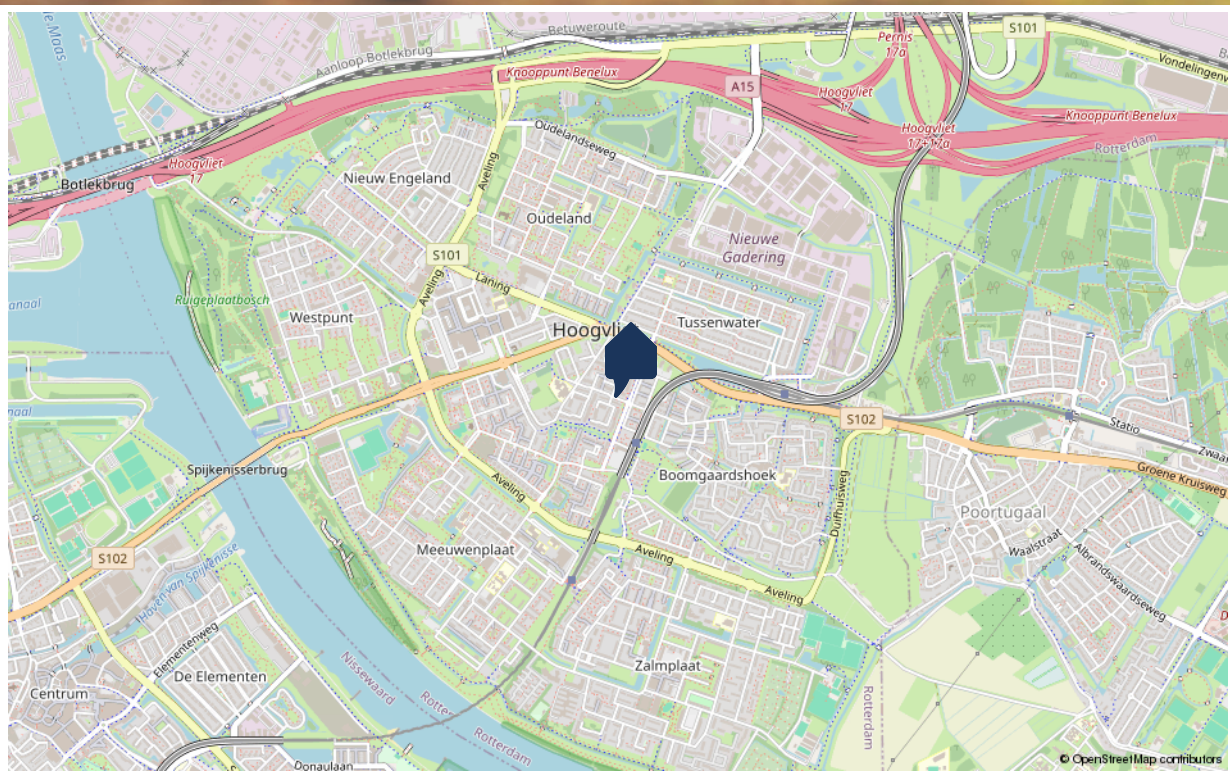 Betuweroute
S101
Aanloop Botlekbrug
Pernis
17a
Knooppunt Benelux
A15
Hoogvliet
17
Knooppunt Benelux
Hoogvliet
17+17a
Rotterdam
Oudelandseweg
Hoogvliet
17
Botlekbrug
Nieuw Engeland
Aveling
Oudeland
Nieuwe
Gadering
S101
Laning
Aveling
Ruigeplaatbosch
Westpunt
Tussenwater
S102
Statio
Groene Kruisweg
Spijkenisserbrug
Boomgaardshoek
Aveling
Duifhuisweg
Poortugaal
Waalstraat
Albrandswaardseweg
Meeuwenplaat
Aveling
Aveling
S102
Haven van Spijkenisse
Elementenweg
De Elementen
Centrum
Nissewaard
Rotterdam
Zalmplaat
Rotterdam
Donaulaan
© OpenStreetMap contributors